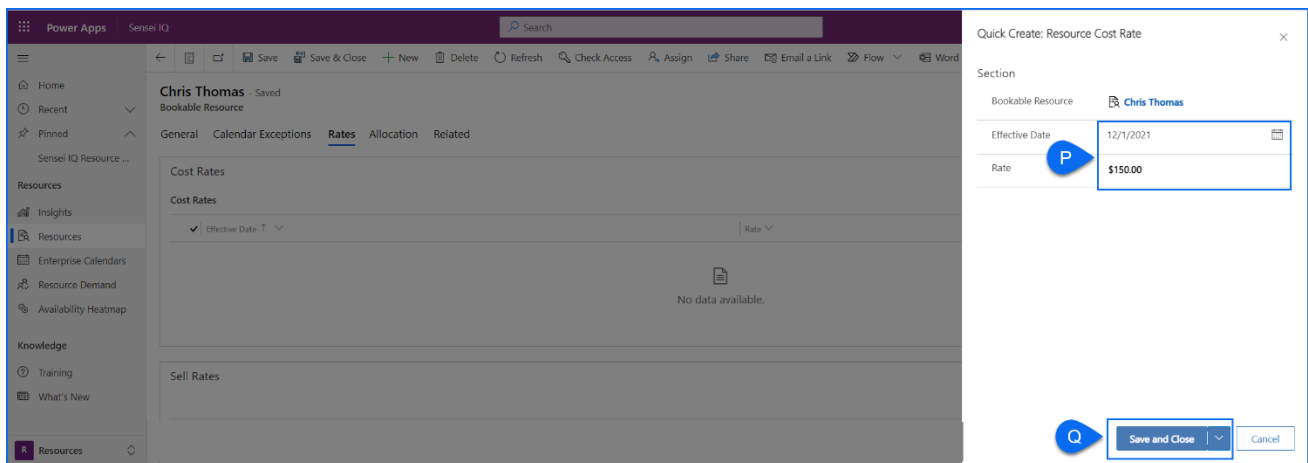 Power Apps Sensei IQ Search
Save Save & Close New Delete Refresh Check Access Assign Share Email a Link Flow Word
Home
Recent
Pinned
Sensei IQ Resource ...
Resources
Insights
Resources
Enterprise Calendars
Resource Demand
Availability Heatmap
Knowledge
Training
What's New
R Resources
Chris Thomas - Saved
Bookable Resource
General Calendar Exceptions Rates Allocation Related
Cost Rates
Cost Rates
Effective Date Rate
No data available.
Sell Rates
Quick Create: Resource Cost Rate
Section
Bookable Resource Chris Thomas
Effective Date 12/1/2021
P
Rate $150.00
Q Save and Close Cancel